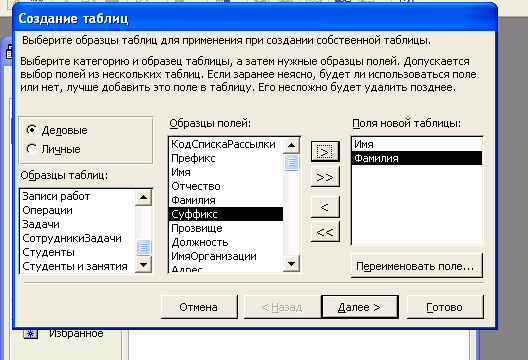 Создание таблиц
Выберите образцы таблиц для применения при создании собственной таблицы.
Выберите категорию и образец таблицы, а затем нужные образцы полей. Допускается
выбор полей из нескольких таблиц. Если заранее неясно, будет ли использоваться поле
или нет, лучше добавить это поле в таблицу. Его несложно будет удалить позднее.
Деловые
Личные
Образцы таблиц:
Записи работ
Операции
Задачи
СотрудникиЗадачи
Студенты
Студенты и занятия
Образцы полей:
КодСпискаРассылки
Префикс
Имя
Отчество
Фамилия
Суффикс
Прозвище
Должность
ИмяОрганизации
Адрес
>
>>
<
<<
Поля новой таблицы:
Имя
Фамилия
Переименовать поле...
Отмена
< Назад
Далее >
Готово
Избранное